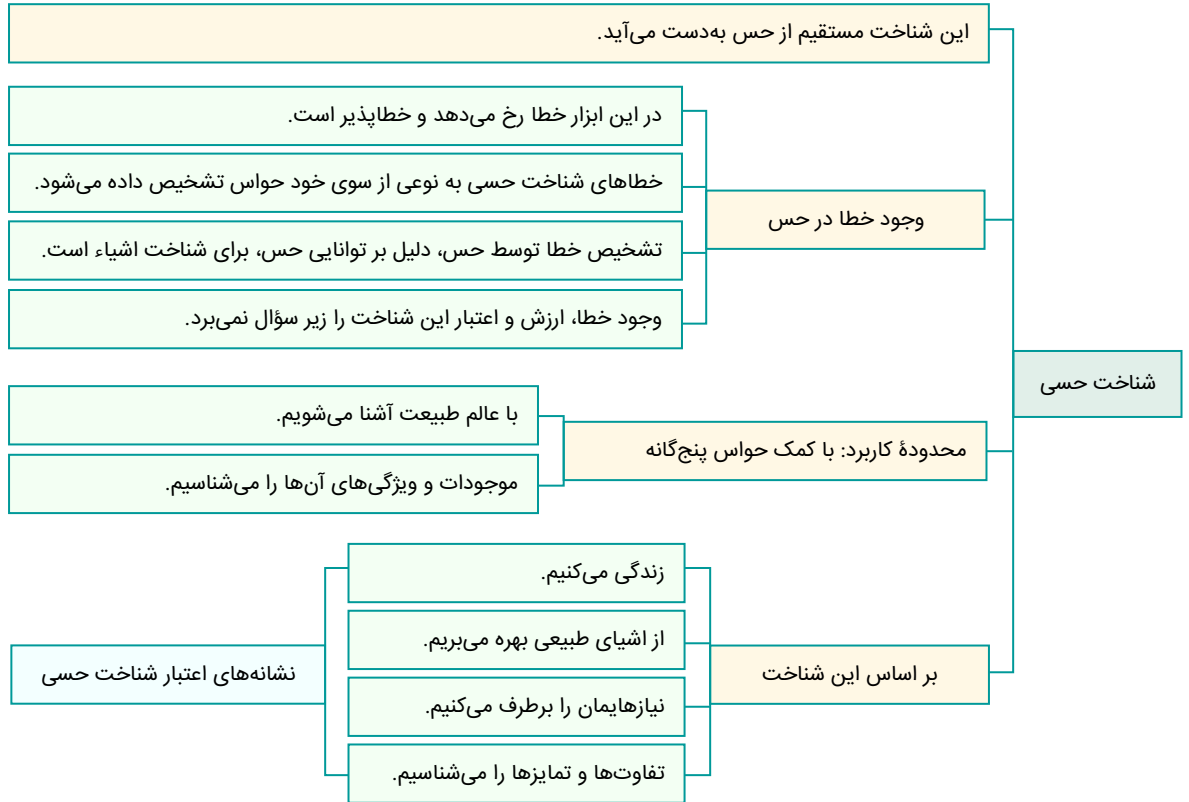 شناخت حسی
این شناخت مستقیم از حس به‌دست می‌آید.
وجود خطا در حس
در این ابزار خطا رخ می‌دهد و خطاپذیر است.
خطاهای شناخت حسی به نوعی از سوی خود حواس تشخیص داده می‌شود.
تشخیص خطا توسط حس، دلیل بر توانایی حس، برای شناخت اشیاء است.
وجود خطا، ارزش و اعتبار این شناخت را زیر سؤال نمی‌برد.
محدودۀ کاربرد: با کمک حواس پنج‌گانه
با عالم طبیعت آشنا می‌شویم.
موجودات و ویژگی‌های آن‌ها را می‌شناسیم.
بر اساس این شناخت
زندگی می‌کنیم.
از اشیای طبیعی بهره می‌بریم.
نیازهایمان را برطرف می‌کنیم.
تفاوت‌ها و تمایزها را می‌شناسیم.
نشانه‌های اعتبار شناخت حسی